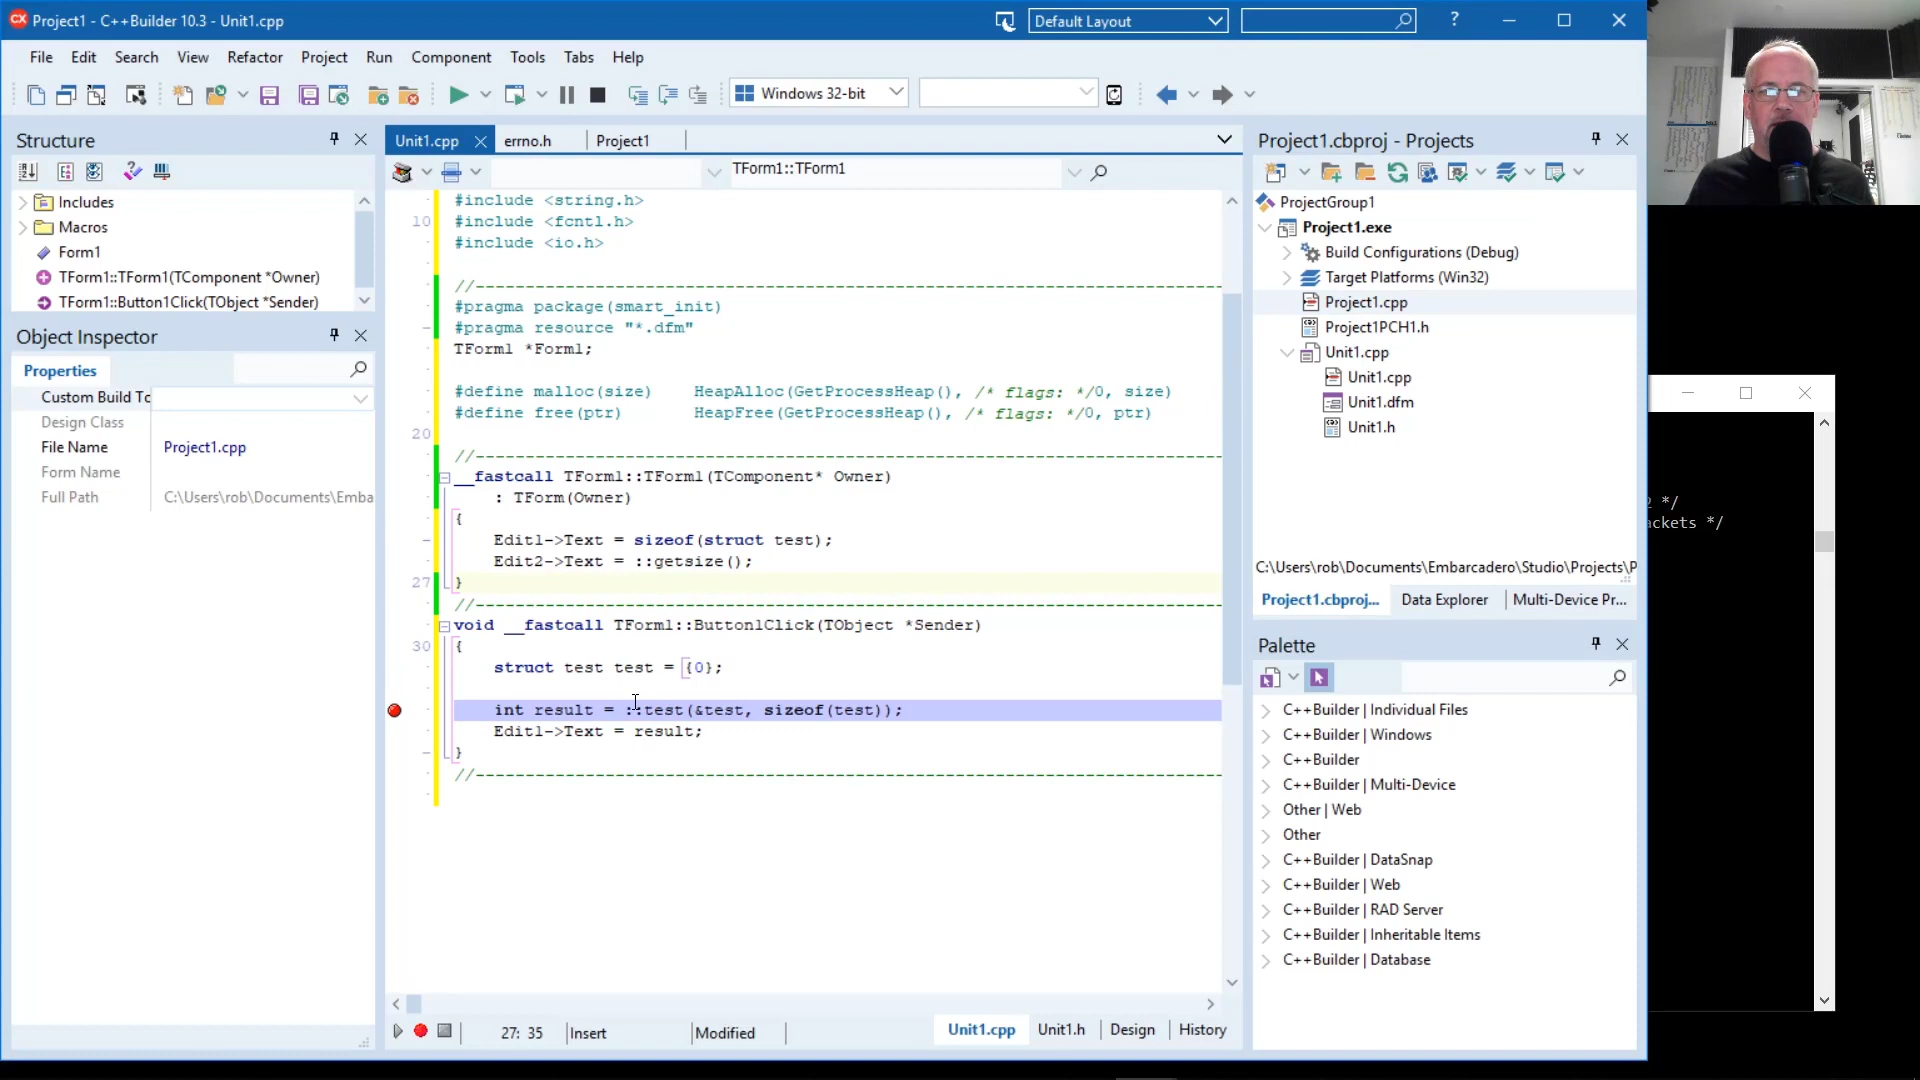 Project1 - C++Builder 10.3 - Unit1.cpp
Default Layout
?
File Edit Search View Refactor Project Run Component Tools Tabs Help
Windows 32-bit
Structure
Includes
Macros
Form1
TForm1::TForm1(TComponent *Owner)
TForm1::Button1Click(TObject *Sender)
Object Inspector
Properties
Custom Build To
Design Class
File Name Project1.cpp
Form Name
Full Path C:\Users\rob\Documents\Emba
Unit1.cpp errno.h Project1
TForm1::TForm1
#include <string.h>
10 #include <fcntl.h>
#include <io.h>
//---------------------------------------------------------------------------
#pragma package(smart_init)
#pragma resource "*.dfm"
TForm1 *Form1;
#define malloc(size) HeapAlloc(GetProcessHeap(), /* flags: */0, size)
#define free(ptr) HeapFree(GetProcessHeap(), /* flags: */0, ptr)
20
//---------------------------------------------------------------------------
__fastcall TForm1::TForm1(TComponent* Owner)
: TForm(Owner)
{
Edit1->Text = sizeof(struct test);
Edit2->Text = ::getsize();
27 }
//---------------------------------------------------------------------------
void __fastcall TForm1::Button1Click(TObject *Sender)
30 {
struct test test = {0};
int result = ::test(&test, sizeof(test));
Edit1->Text = result;
}
//---------------------------------------------------------------------------
27: 35 Insert Modified
Unit1.cpp Unit1.h Design History
Project1.cbproj - Projects
ProjectGroup1
Project1.exe
Build Configurations (Debug)
Target Platforms (Win32)
Project1.cpp
Project1PCH1.h
Unit1.cpp
Unit1.cpp
Unit1.dfm
Unit1.h
C:\Users\rob\Documents\Embarcadero\Studio\Projects\P
Project1.cbproj... Data Explorer Multi-Device Pr...
Palette
C++Builder | Individual Files
C++Builder | Windows
C++Builder
C++Builder | Multi-Device
Other | Web
Other
C++Builder | DataSnap
C++Builder | Web
C++Builder | RAD Server
C++Builder | Inheritable Items
C++Builder | Database
*/
ackets */